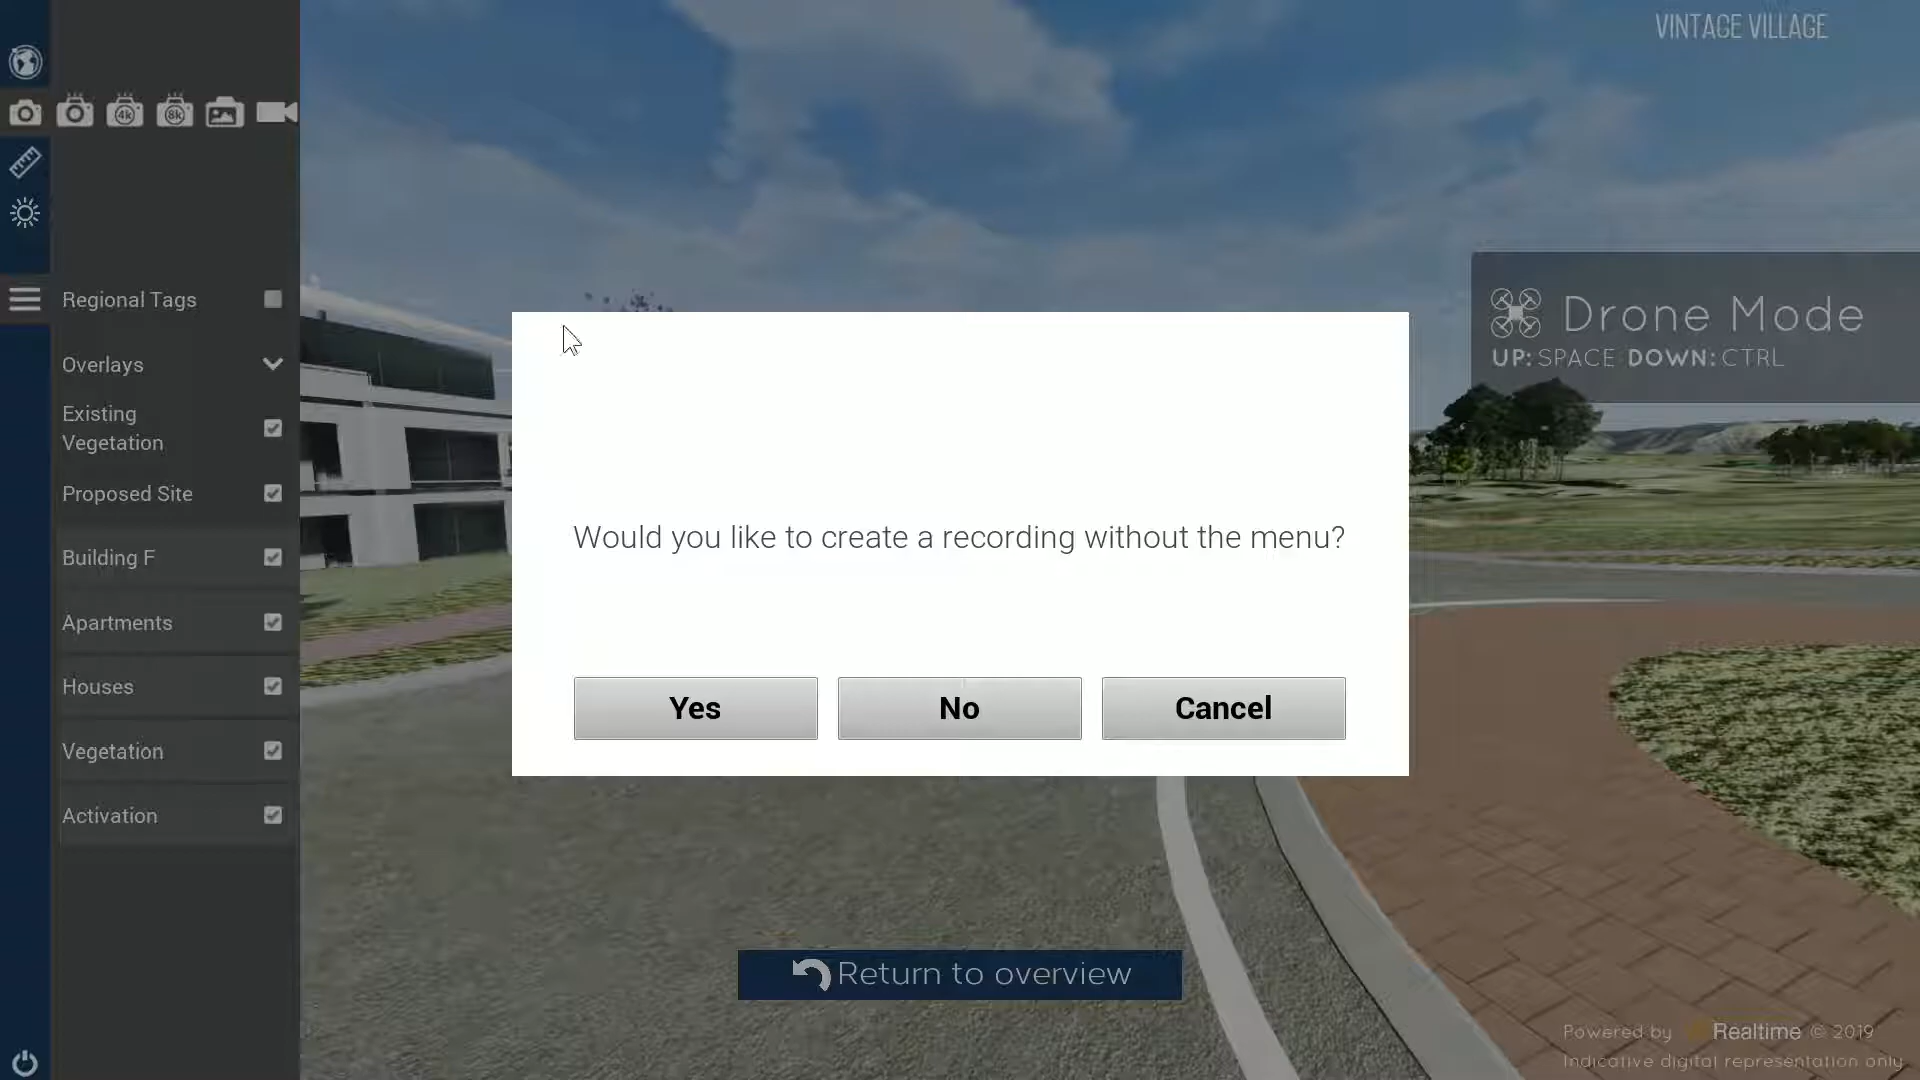 VINTAGE VILLAGE
4k
8k
Regional Tags
Overlays
Existing
Vegetation
Proposed Site
Building F
Apartments
Houses
Vegetation
Activation
Drone Mode
UP: SPACE DOWN: CTRL
Would you like to create a recording without the menu?
Yes
No
Cancel
Return to overview
Powered by Realtime © 2019
Indicative digital representation only